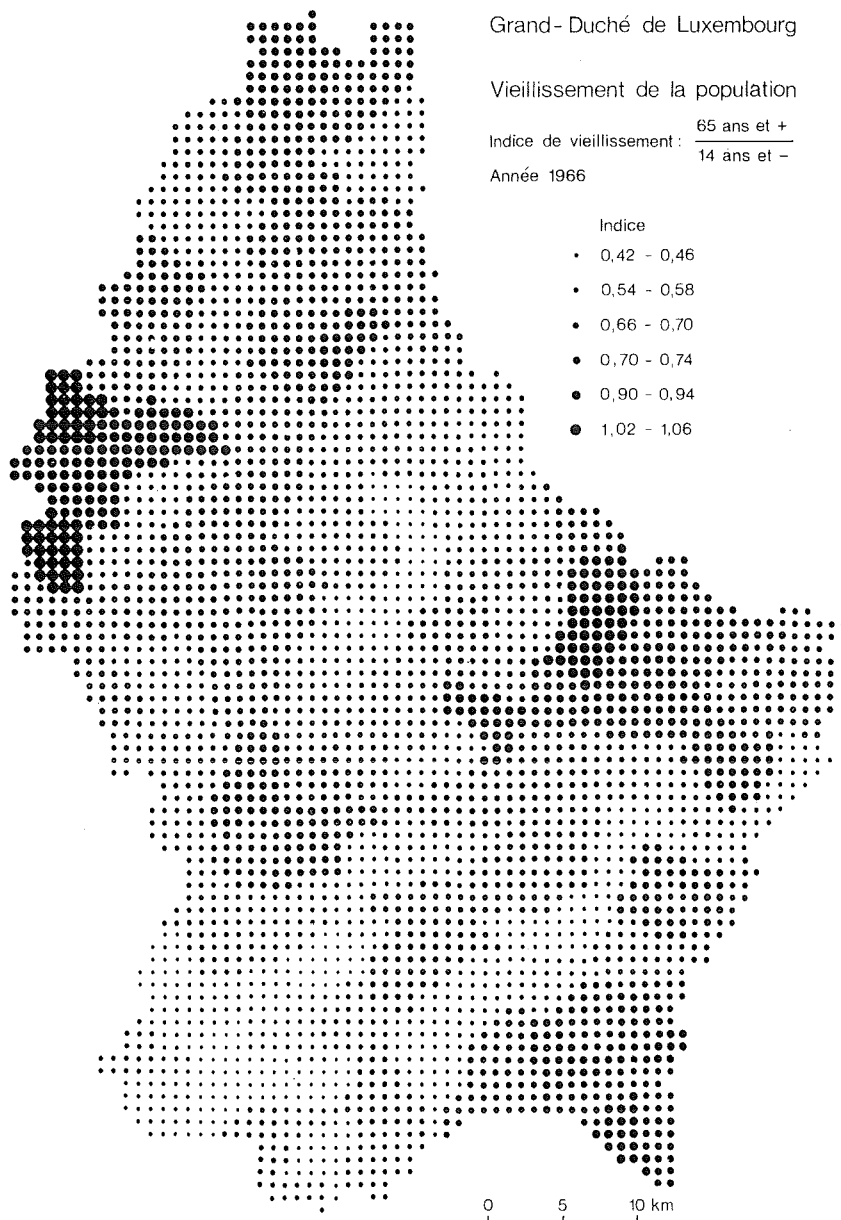 Grand-Duché de Luxembourg
Vieillissement de la population
Indice de vieillissement : 65 ans et +
14 ans et -
Année 1966
Indice
0,42 - 0,46
0,54 - 0,58
0,66 - 0,70
0,70 - 0,74
0,90 - 0,94
1,02 - 1,06
0 5 10 km